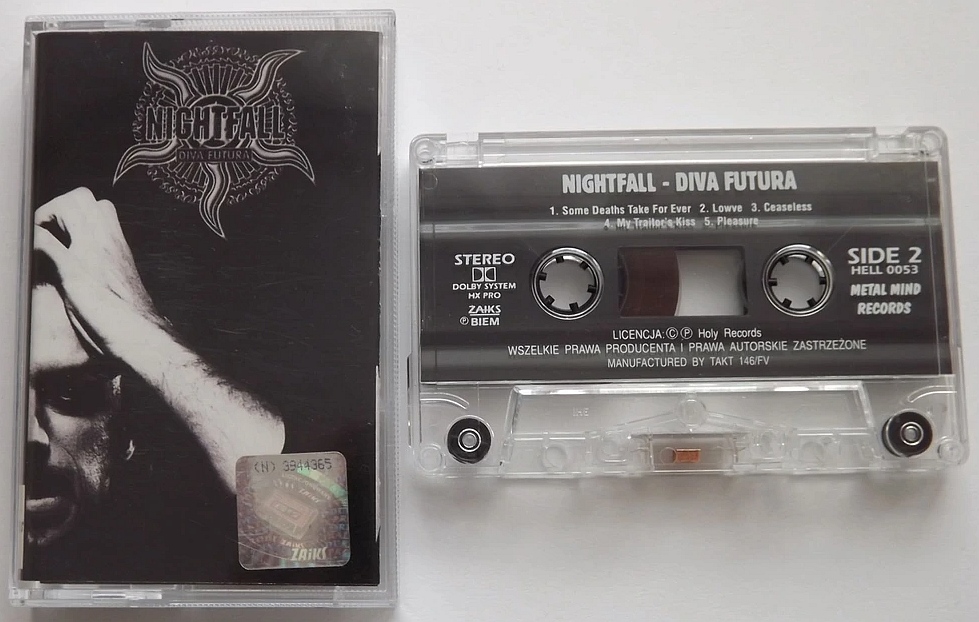 NIGHTFALL
DIVA FUTURA
(N) 3944365
ZAiKS
NIGHTFALL - DIVA FUTURA
1. Some Deaths Take For Ever 2. Lowve 3. Ceaseless
4. My Traitor's Kiss 5. Pleasure
STEREO
DOLBY SYSTEM
HX PRO
ZAIKS
Ⓟ BIEM
SIDE 2
HELL 0053
METAL MIND
RECORDS
LICENCJA: Ⓒ Ⓟ Holy Records
WSZELKIE PRAWA PRODUCENTA I PRAWA AUTORSKIE ZASTRZEŻONE
MANUFACTURED BY TAKT 146/FV